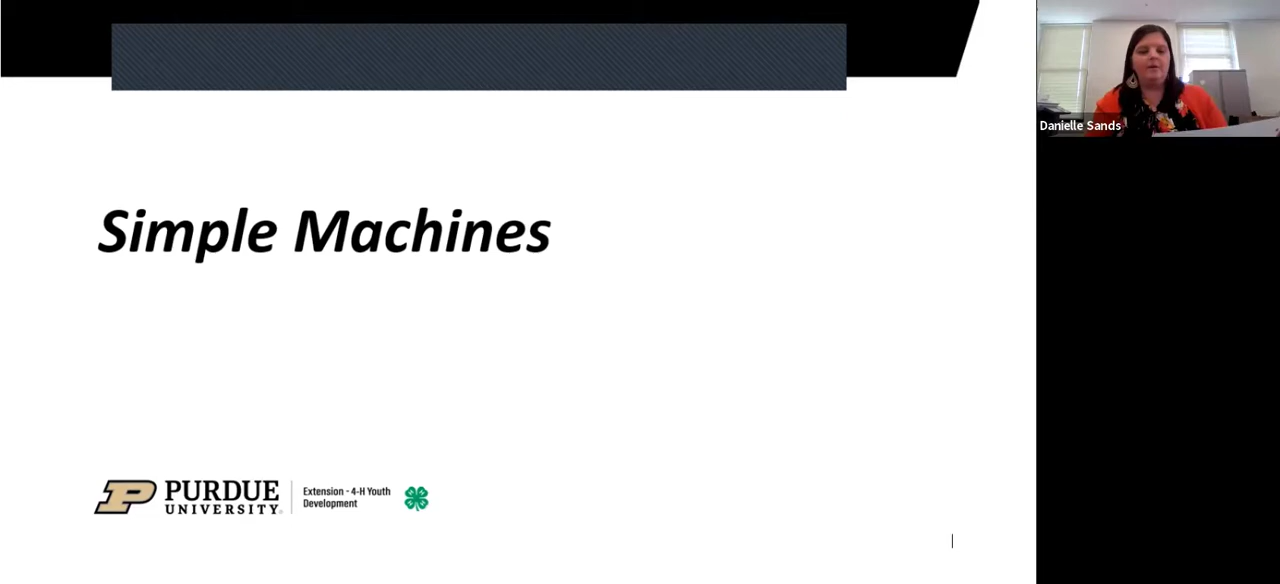 Simple Machines
PURDUE
UNIVERSITY®
Extension - 4-H Youth
Development
Danielle Sands